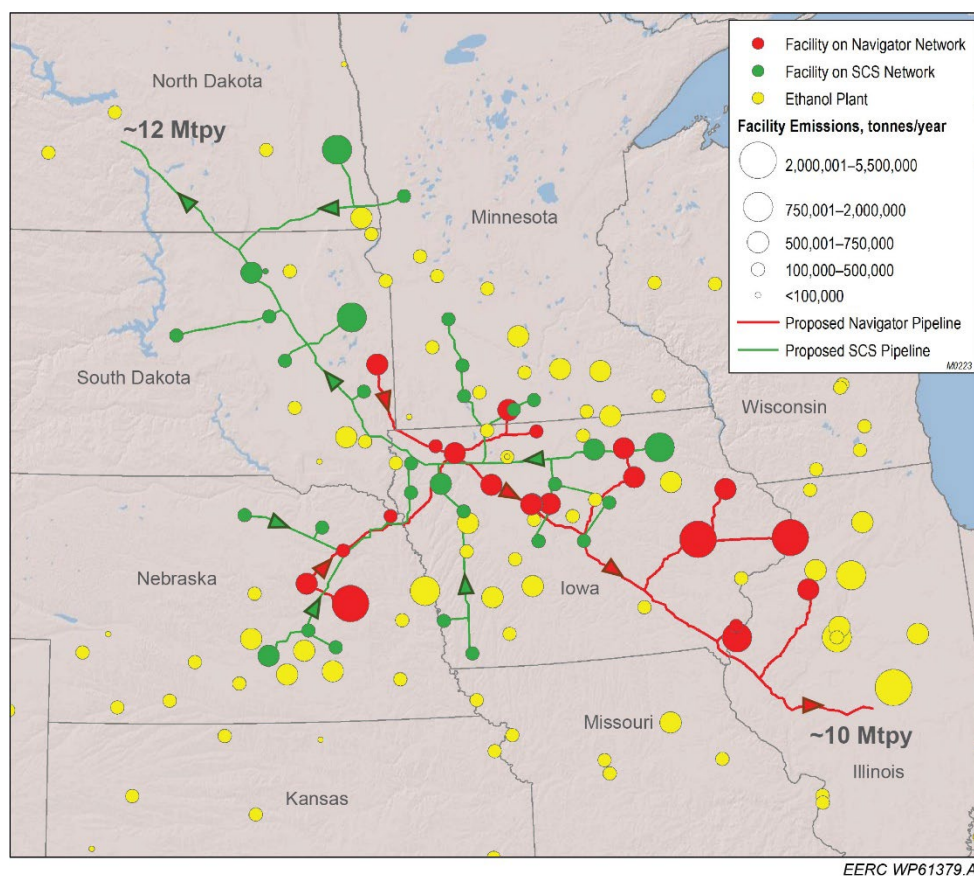 North Dakota
~12 Mtpy
Minnesota
South Dakota
Wisconsin
Nebraska
Iowa
Missouri
~10 Mtpy
Illinois
Kansas
Facility on Navigator Network
Facility on SCS Network
Ethanol Plant
Facility Emissions, tonnes/year
2,000,001–5,500,000
750,001–2,000,000
500,001–750,000
100,000–500,000
<100,000
Proposed Navigator Pipeline
Proposed SCS Pipeline
M0223
EERC WP61379.A